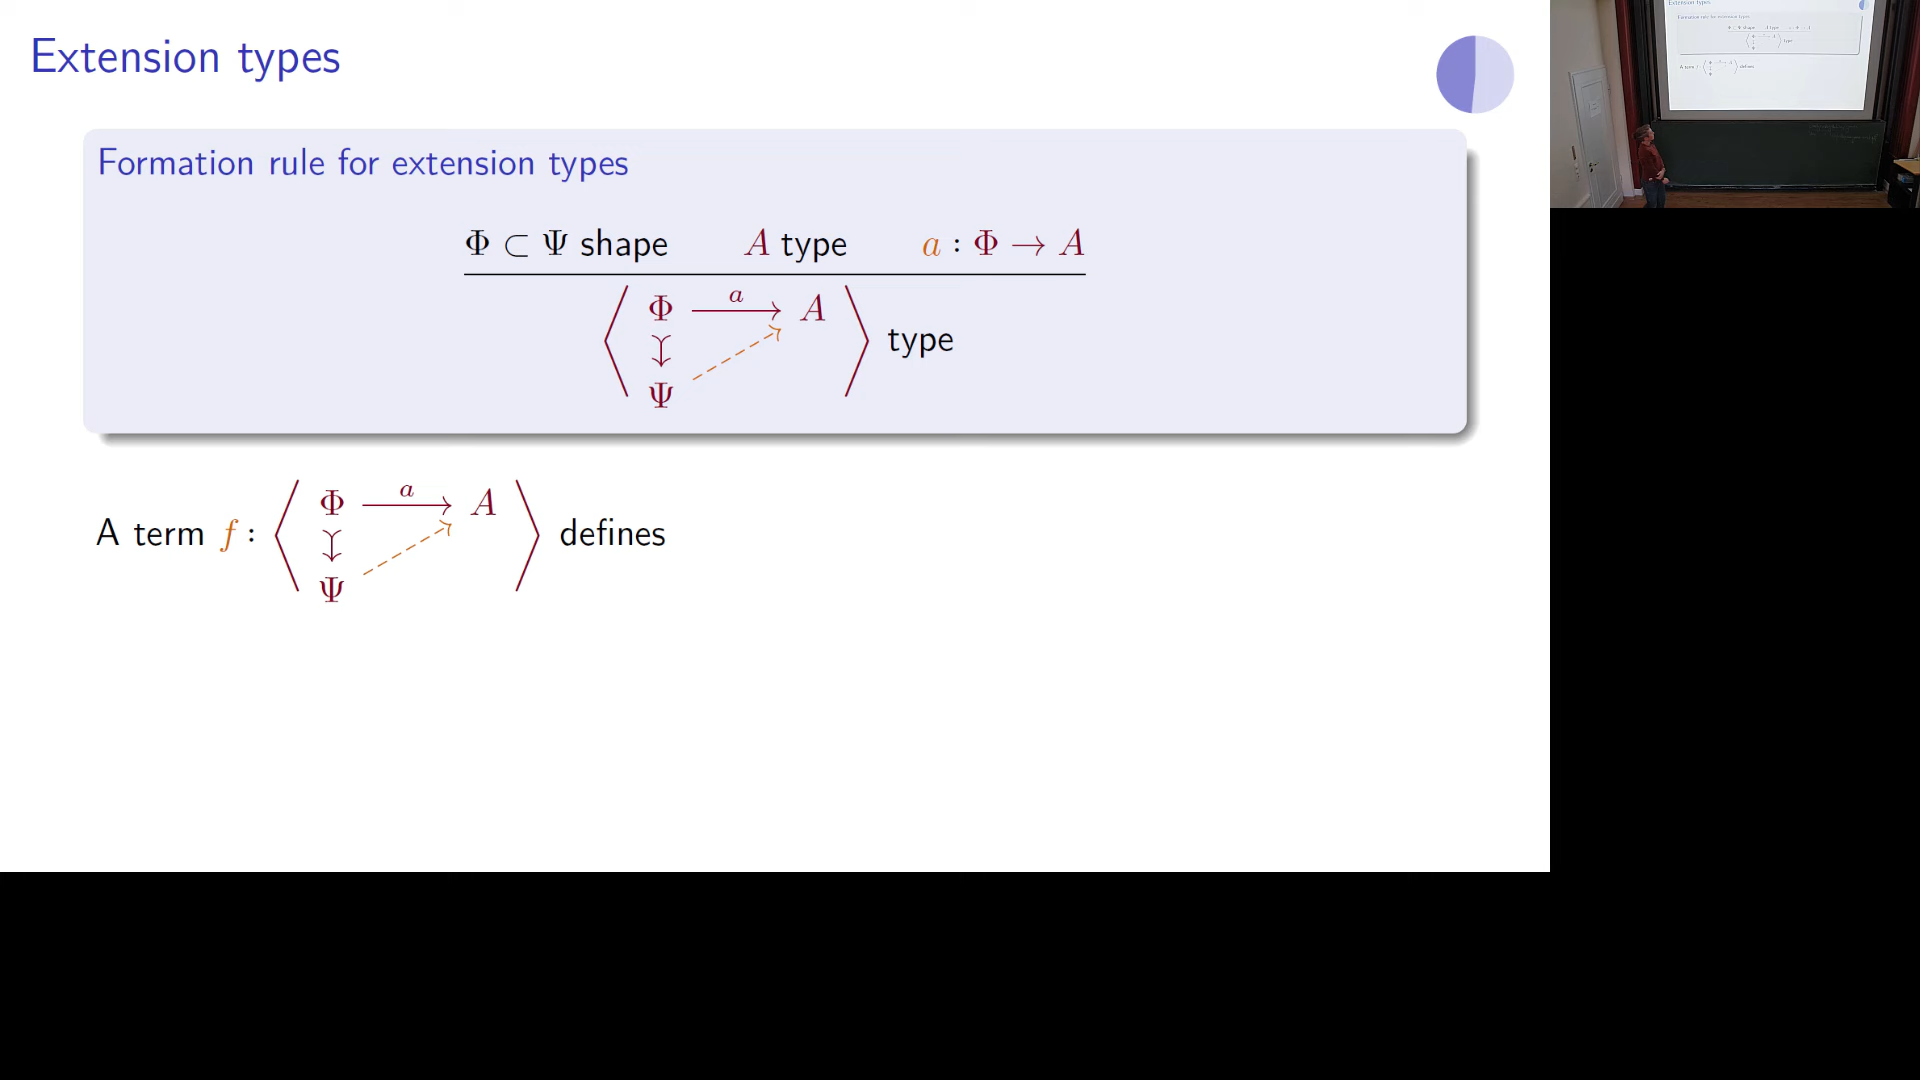 Extension types
Formation rule for extension types
Φ ⊂ Ψ shape A type a : Φ → A
⟨ Φ a A ⟩ type
Ψ
A term f : ⟨ Φ a A ⟩ defines
Ψ